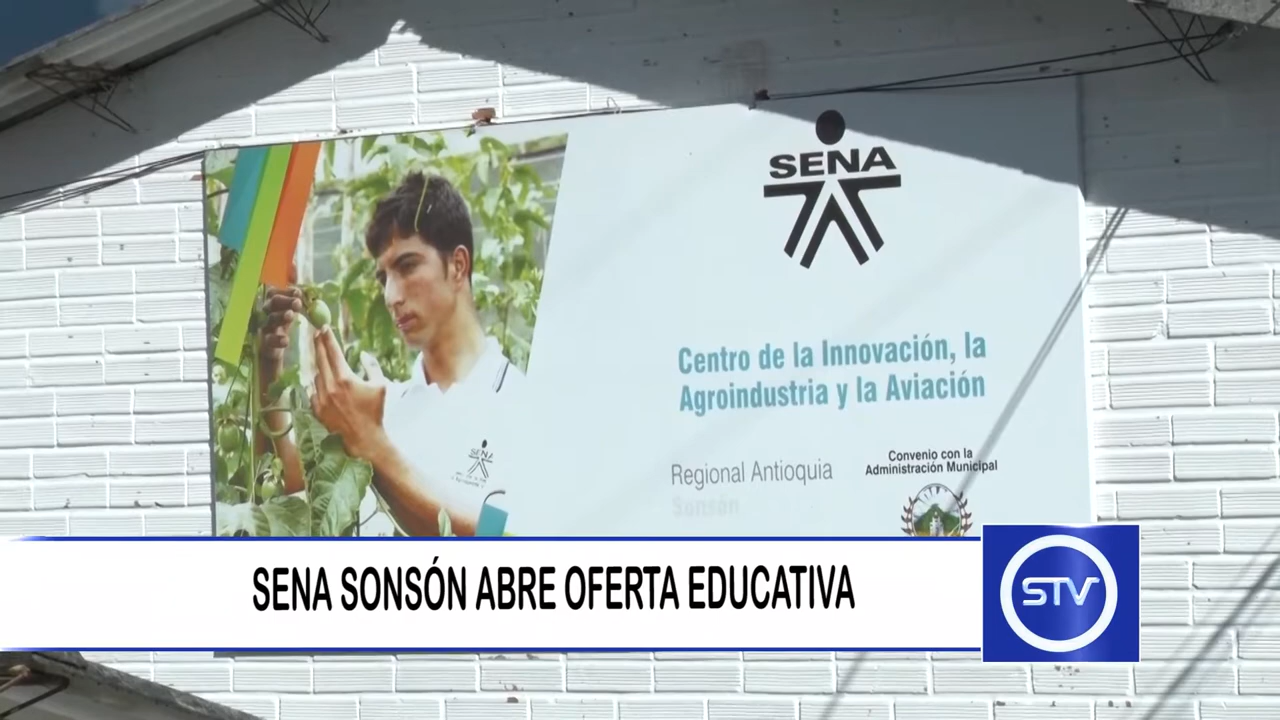 SENA
Centro de la Innovación, la
Agroindustria y la Aviación
Regional Antioquia
Sonsón
Convenio con la
Administración Municipal
SENA SONSÓN ABRE OFERTA EDUCATIVA
STV